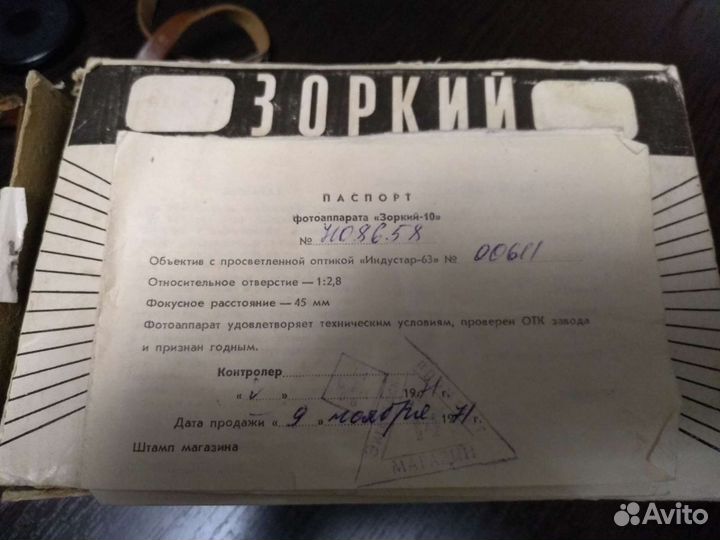 ЗОРКИЙ
ПАСПОРТ
фотоаппарата «Зоркий-10»
№ 7108658
Объектив с просветленной оптикой «Индустар-63» № 00611
Относительное отверстие — 1:2,8
Фокусное расстояние — 45 мм
Фотоаппарат удовлетворяет техническим условиям, проверен ОТК завода
и признан годным.
Контролер
« V » 1971 г.
Дата продажи « 9 » ноября 1971 г.
Штамп магазина
МАГАЗИН
Avito